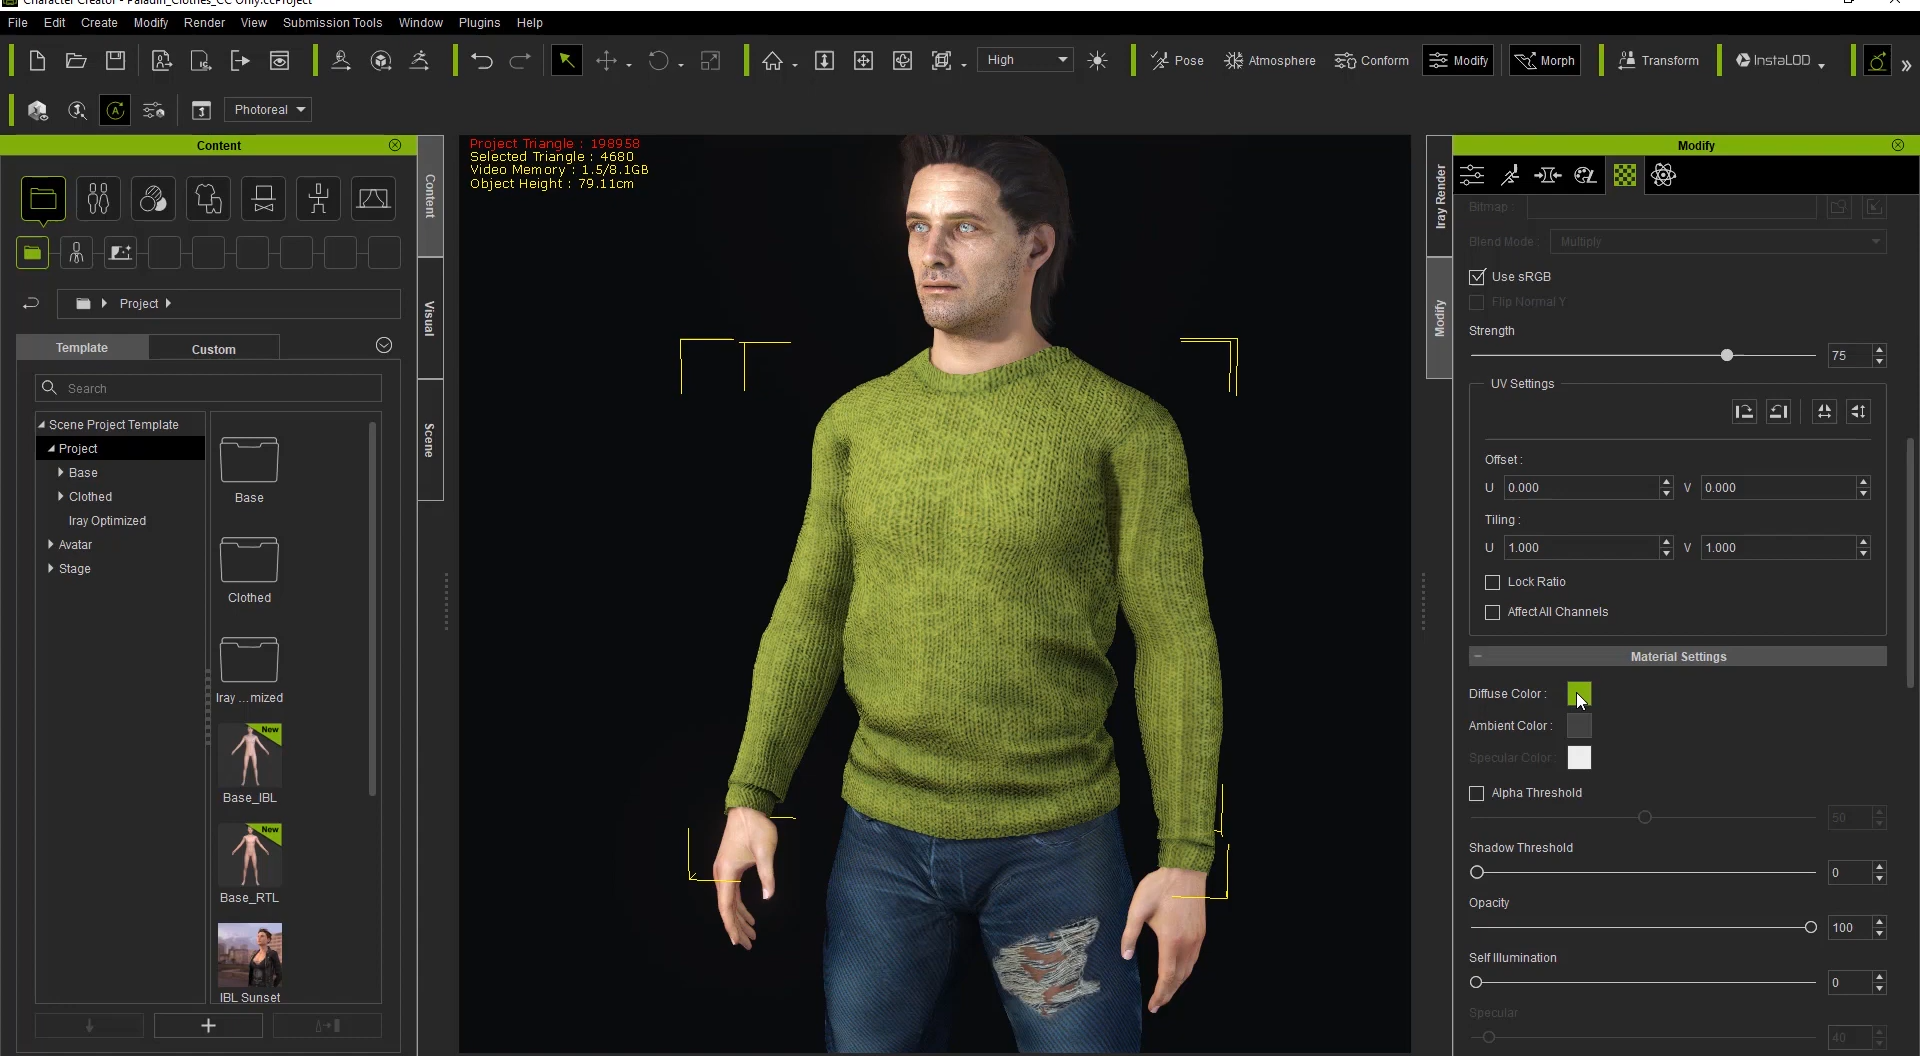 Character Creator - Paladin_Clothes_CC Only.ccProject
File Edit Create Modify Render View Submission Tools Window Plugins Help
High Pose Atmosphere Conform Modify Morph Transform InstaLOD
Photoreal
Content
Project
Template Custom
Search
Scene Project Template
Project
Base
Clothed
Iray Optimized
Avatar
Stage
Base
Clothed
Iray ...mized
New
Base_IBL
New
Base_RTL
IBL Sunset
Content
Visual
Scene
Project Triangle : 198958
Selected Triangle : 4680
Video Memory : 1.5/8.1GB
Object Height : 79.11cm
Iray Render
Modify
Modify
Bitmap :
Blend Mode : Multiply
Use sRGB
Flip Normal Y
Strength
75
UV Settings
Offset :
U 0.000 V 0.000
Tiling :
U 1.000 V 1.000
Lock Ratio
Affect All Channels
Material Settings
Diffuse Color :
Ambient Color :
Specular Color :
Alpha Threshold
50
Shadow Threshold
0
Opacity
100
Self Illumination
0
Specular
40